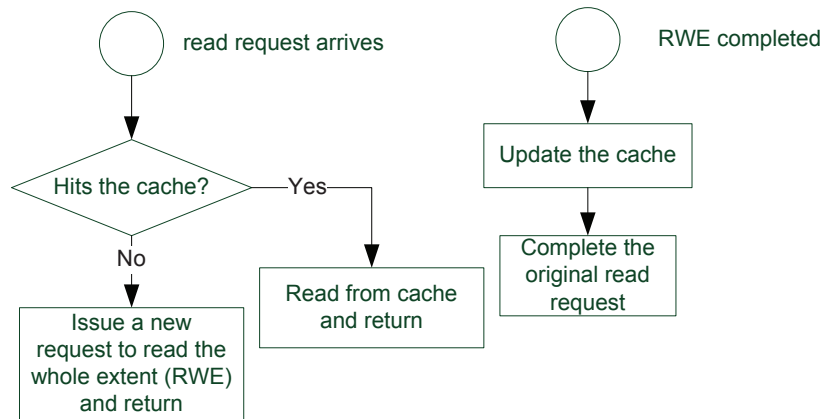 read request arrives
Hits the cache?
Yes
No
Read from cache
and return
Issue a new
request to read the
whole extent (RWE)
and return
RWE completed
Update the cache
Complete the
original read
request